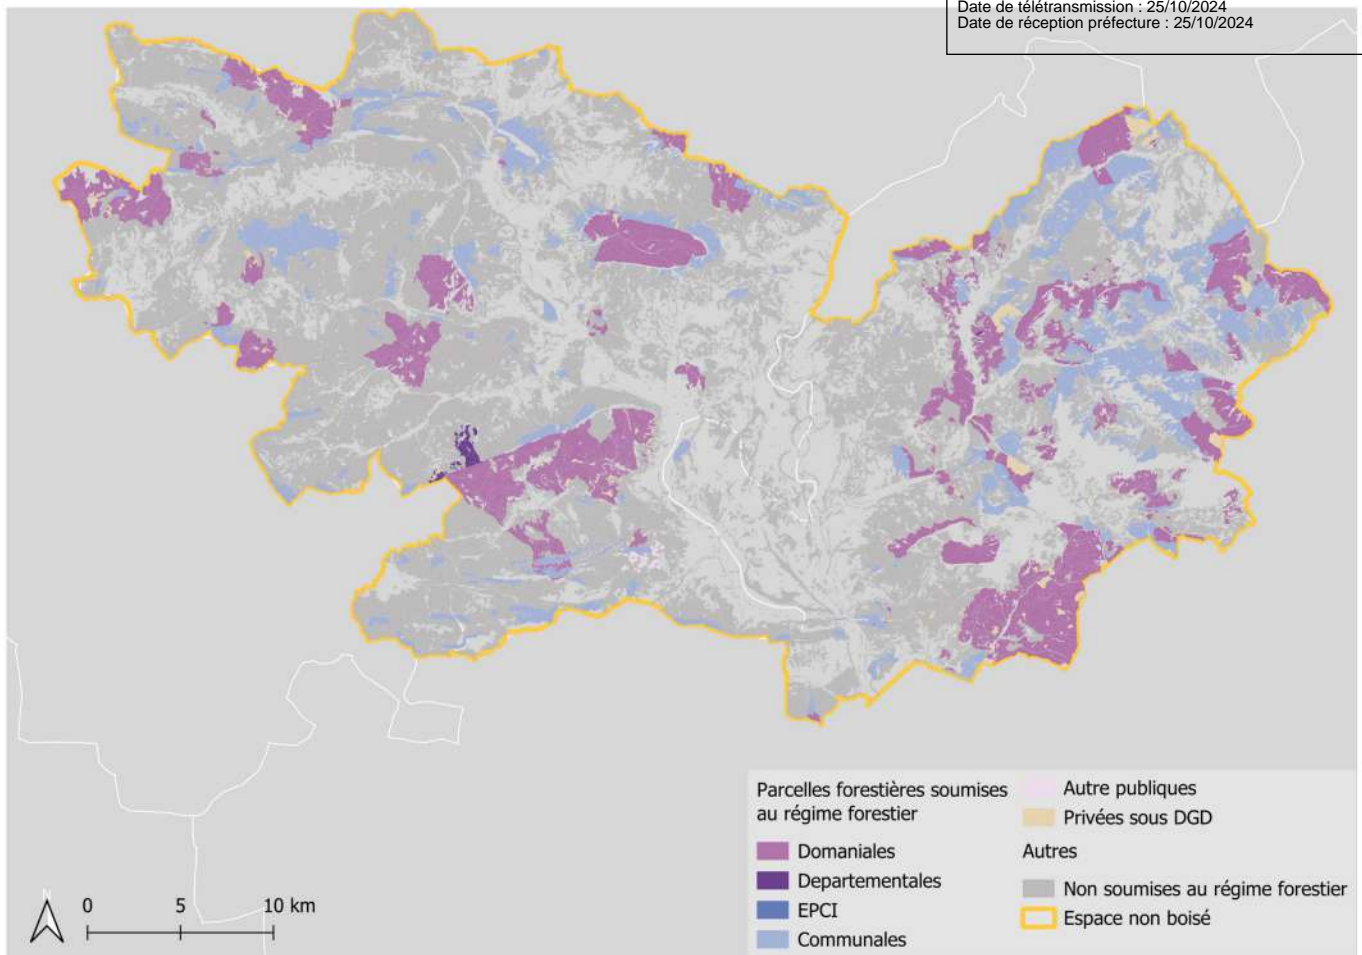 Date de télétransmission : 25/10/2024
Date de réception préfecture : 25/10/2024
Parcelles forestières soumises
au régime forestier
Domaniales
Departementales
EPCI
Communales
Autre publiques
Privées sous DGD
Autres
Non soumises au régime forestier
Espace non boisé
N
0 5 10 km